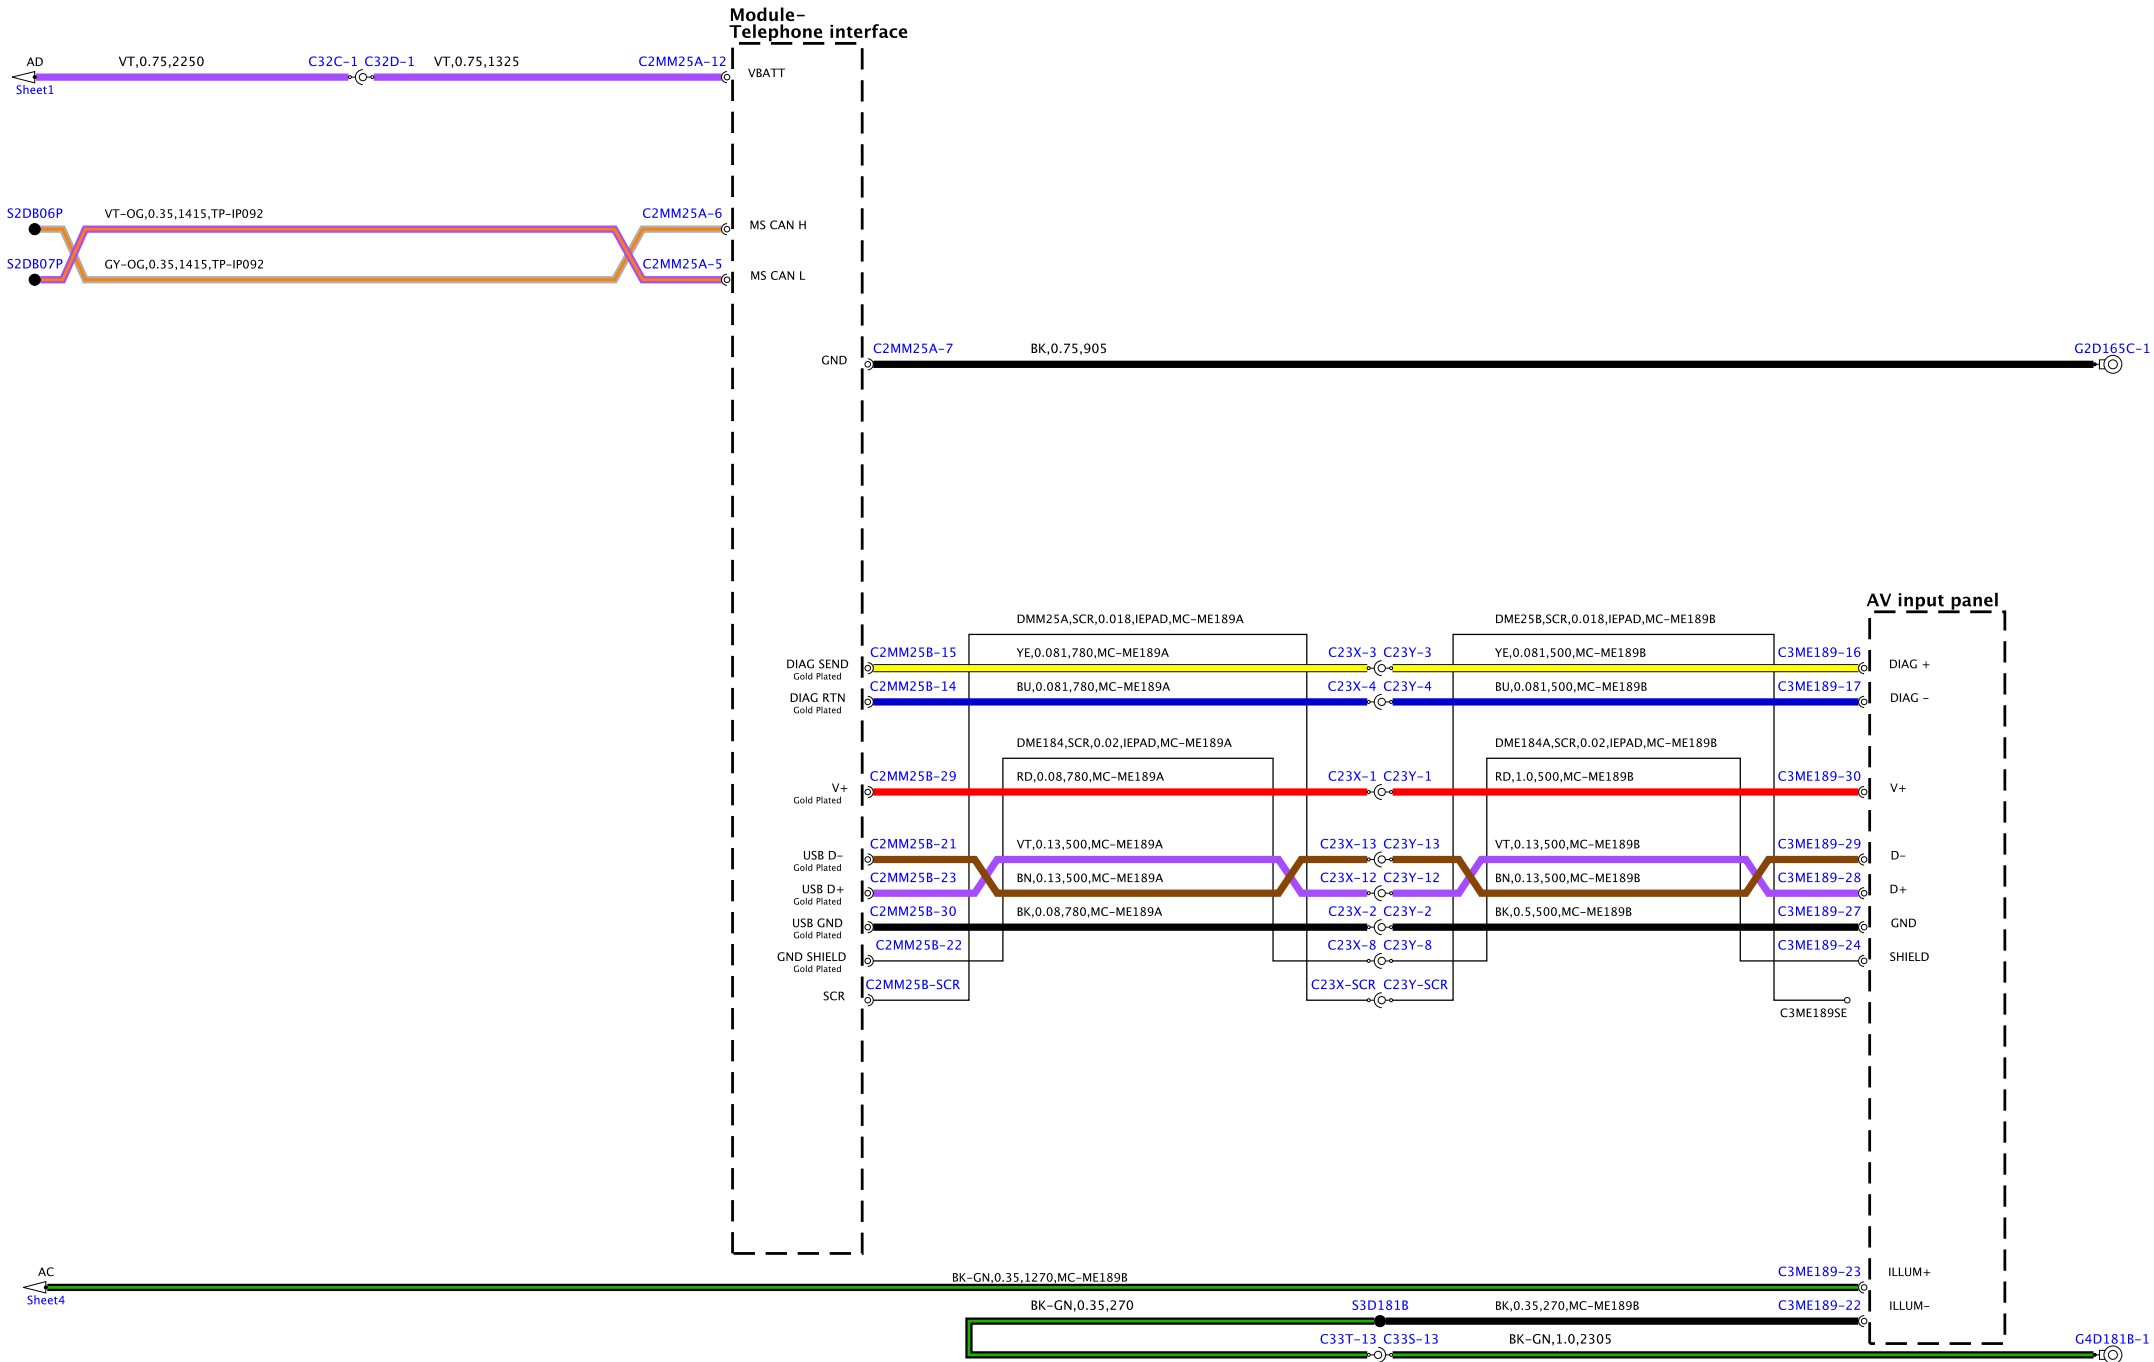 Module-
Telephone interface
AD
VT,0.75,2250
C32C-1 C32D-1
VT,0.75,1325
C2MM25A-12
VBATT
Sheet1
S2DB06P
VT-OG,0.35,1415,TP-IP092
C2MM25A-6
MS CAN H
S2DB07P
GY-OG,0.35,1415,TP-IP092
C2MM25A-5
MS CAN L
GND
C2MM25A-7
BK,0.75,905
G2D165C-1
AV input panel
DMM25A,SCR,0.018,IEPAD,MC-ME189A
DME25B,SCR,0.018,IEPAD,MC-ME189B
DIAG SEND
Gold Plated
C2MM25B-15
YE,0.081,780,MC-ME189A
C23X-3 C23Y-3
YE,0.081,500,MC-ME189B
C3ME189-16
DIAG +
DIAG RTN
Gold Plated
C2MM25B-14
BU,0.081,780,MC-ME189A
C23X-4 C23Y-4
BU,0.081,500,MC-ME189B
C3ME189-17
DIAG -
DME184,SCR,0.02,IEPAD,MC-ME189A
DME184A,SCR,0.02,IEPAD,MC-ME189B
V+
Gold Plated
C2MM25B-29
RD,0.08,780,MC-ME189A
C23X-1 C23Y-1
RD,1.0,500,MC-ME189B
C3ME189-30
V+
USB D-
Gold Plated
C2MM25B-21
VT,0.13,500,MC-ME189A
C23X-13 C23Y-13
VT,0.13,500,MC-ME189B
C3ME189-29
D-
USB D+
Gold Plated
C2MM25B-23
BN,0.13,500,MC-ME189A
C23X-12 C23Y-12
BN,0.13,500,MC-ME189B
C3ME189-28
D+
USB GND
Gold Plated
C2MM25B-30
BK,0.08,780,MC-ME189A
C23X-2 C23Y-2
BK,0.5,500,MC-ME189B
C3ME189-27
GND
GND SHIELD
Gold Plated
C2MM25B-22
C23X-8 C23Y-8
C3ME189-24
SHIELD
SCR
C2MM25B-SCR
C23X-SCR C23Y-SCR
C3ME189SE
AC
Sheet4
BK-GN,0.35,1270,MC-ME189B
C3ME189-23
ILLUM+
BK-GN,0.35,270
S3D181B
BK,0.35,270,MC-ME189B
C3ME189-22
ILLUM-
C33T-13 C33S-13
BK-GN,1.0,2305
G4D181B-1